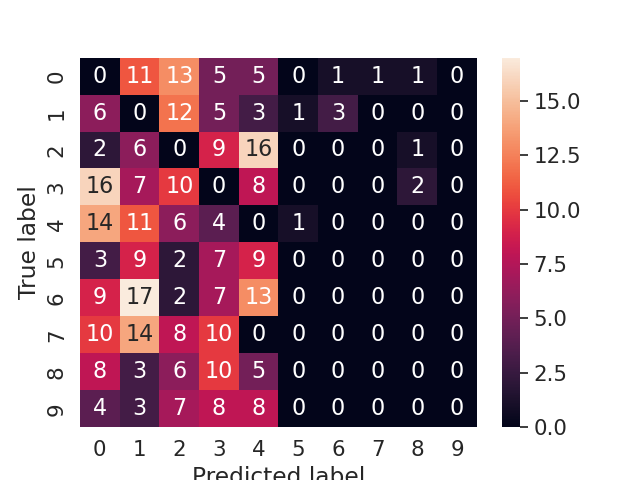 0 0 11 13 5 5 0 1 1 1 0
1 6 0 12 5 3 1 3 0 0 0
2 2 6 0 9 16 0 0 0 1 0
3 16 7 10 0 8 0 0 0 2 0
4 14 11 6 4 0 1 0 0 0 0
5 3 9 2 7 9 0 0 0 0 0
6 9 17 2 7 13 0 0 0 0 0
7 10 14 8 10 0 0 0 0 0 0
8 8 3 6 10 5 0 0 0 0 0
9 4 3 7 8 8 0 0 0 0 0
0 1 2 3 4 5 6 7 8 9
True label
Predicted label
15.0
12.5
10.0
7.5
5.0
2.5
0.0